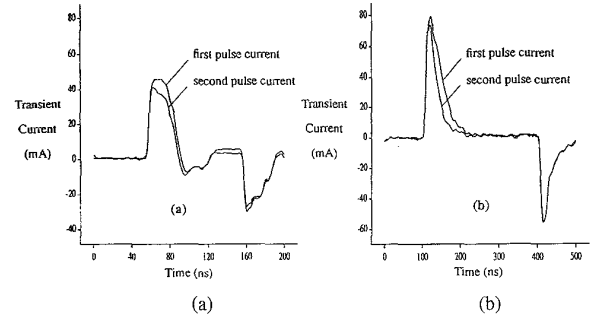 80
60
40
20
0
-20
-40
Transient
Current
(mA)
first pulse current
second pulse current
(a)
0
40
80
120
160
200
Time (ns)
(a)
80
60
40
20
0
-20
-40
-60
Transient
Current
(mA)
first pulse current
second pulse current
(b)
0
100
200
300
400
500
Time (ns)
(b)